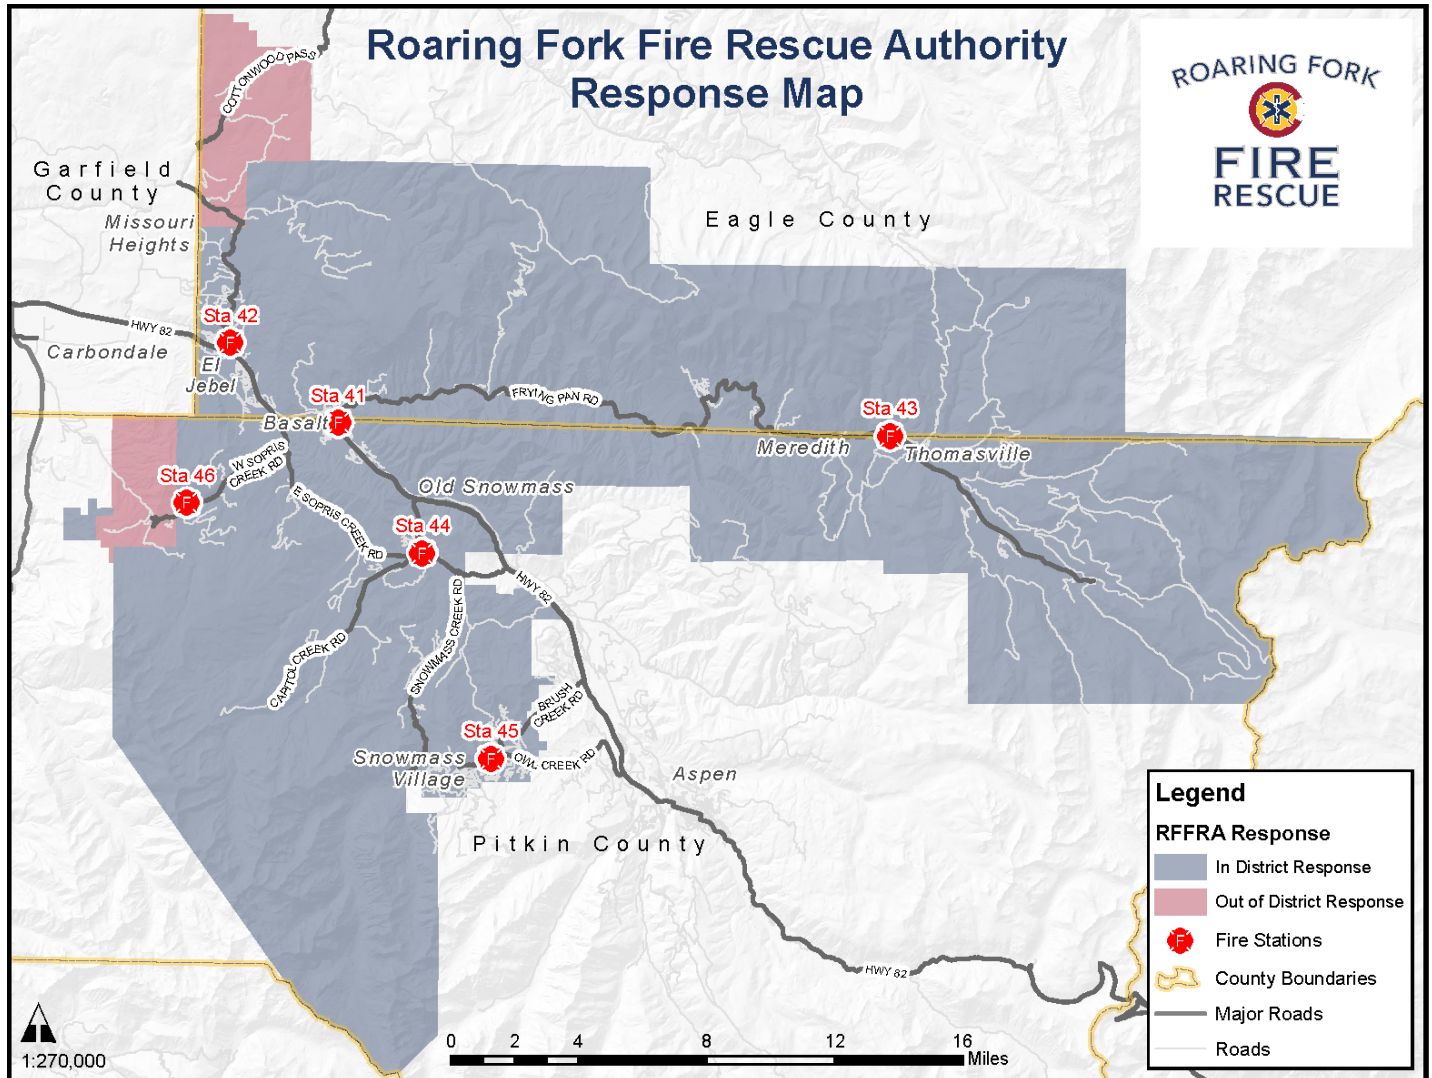 Roaring Fork Fire Rescue Authority
Response Map
ROARING FORK
FIRE
RESCUE
COTTONWOOD PASS
Garfield
County
Missouri
Heights
Eagle County
Sta 42
HWY 82
Carbondale
El
Jebel
Sta 41
FRYING PAN RD
Basalt
Sta 43
Meredith
Thomasville
W SOPRIS
CREEK RD
Sta 46
Old Snowmass
E SOPRIS CREEK RD
Sta 44
HWY 82
SNOWMASS CREEK RD
CAPITOL CREEK RD
BRUSH
CREEK RD
Sta 45
OWL CREEK RD
Snowmass
Village
Aspen
Pitkin County
HWY 82
Legend
RFFRA Response
In District Response
Out of District Response
F
Fire Stations
County Boundaries
Major Roads
Roads
1:270,000
0 2 4 8 12 16
Miles